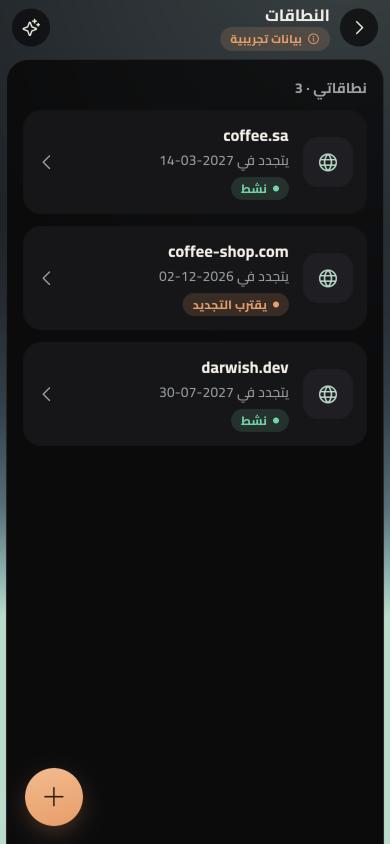 النطاقات
بيانات تجريبية
نطاقاتي · 3
coffee.sa
يتجدد في 2027-03-14
نشط
coffee-shop.com
يتجدد في 2026-12-02
يقترب التجديد
darwish.dev
يتجدد في 2027-07-30
نشط